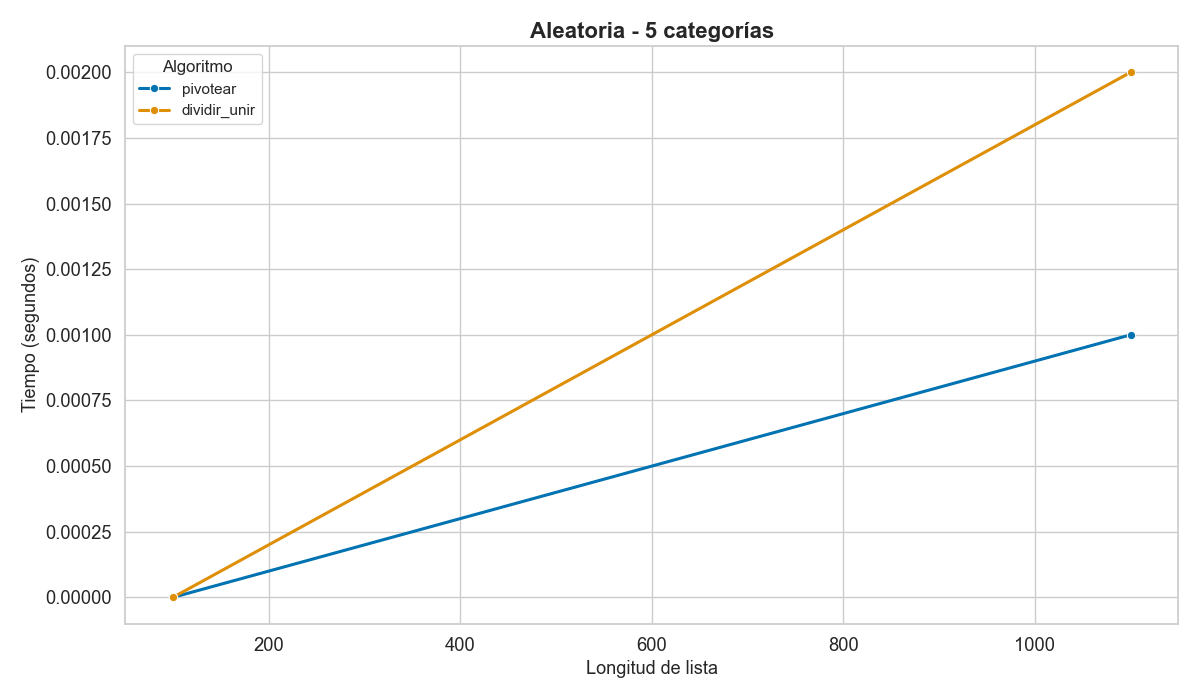 Aleatoria - 5 categorías
Algoritmo
pivotear
dividir_unir
Tiempo (segundos)
0.00200
0.00175
0.00150
0.00125
0.00100
0.00075
0.00050
0.00025
0.00000
200 400 600 800 1000
Longitud de lista